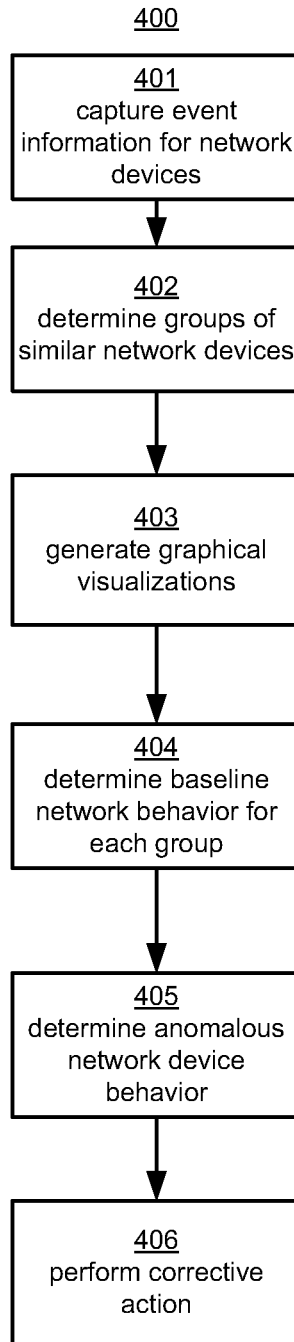 400
401
capture event
information for network
devices
402
determine groups of
similar network devices
403
generate graphical
visualizations
404
determine baseline
network behavior for
each group
405
determine anomalous
network device
behavior
406
perform corrective
action